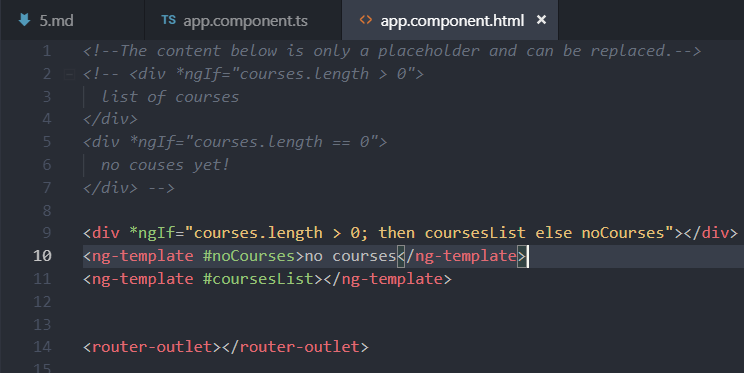 5.md TS app.component.ts <> app.component.html ×
1 <!--The content below is only a placeholder and can be replaced.-->
2 <!-- <div *ngIf="courses.length > 0">
3 list of courses
4 </div>
5 <div *ngIf="courses.length == 0">
6 no couses yet!
7 </div> -->
8
9 <div *ngIf="courses.length > 0; then coursesList else noCourses"></div>
10 <ng-template #noCourses>no courses</ng-template>
11 <ng-template #coursesList></ng-template>
12
13
14 <router-outlet></router-outlet>
15